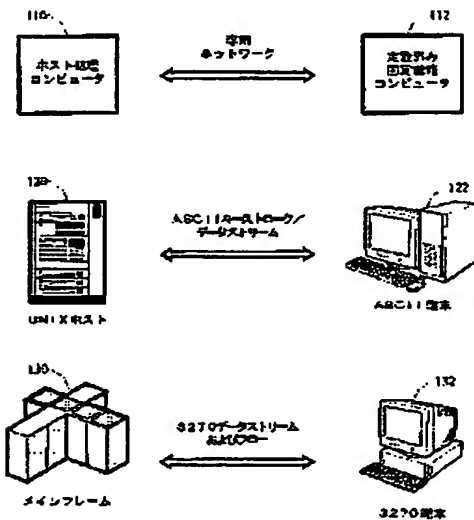 110
112
ホスト処理
コンピュータ
専用
ネットワーク
定義済み
固定機能
コンピュータ
120
122
ASCIIキーストローク/
データストリーム
UNIXホスト
ASCII端末
130
132
3270データストリーム
およびフロー
メインフレーム
3270端末